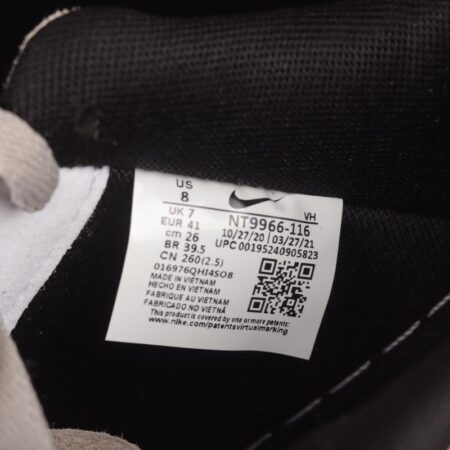 US
8
UK 7
EUR 41
cm 26
BR 39.5
CN 260(2.5)
NT9966-116
VH
10/27/20 03/27/21
UPC 00195240905823
016976QHI4SO8
MADE IN VIETNAM
HECHO EN VIETNAM
FABRIQUE AU VIETNAM
FABRICADO NO VIETNÃ
This product is covered by one or more patents.
www.nike.com/patentsvirtualmarking